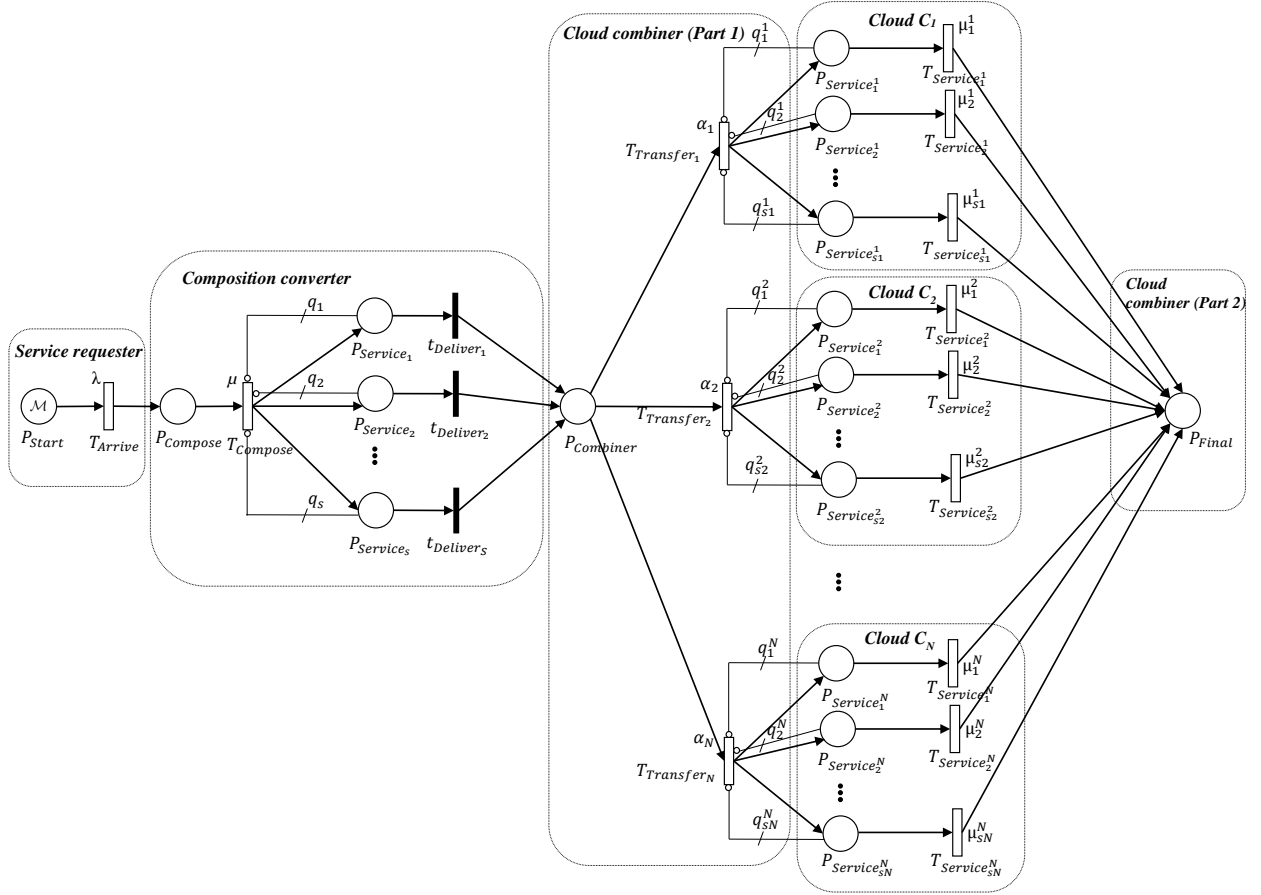 Service requester
λ
ℳ
P_Start
T_Arrive
Composition converter
P_Compose
μ
T_Compose
q_1
P_Service_1
t_Deliver_1
q_2
P_Service_2
t_Deliver_2
q_s
P_Service_s
t_Deliver_s
Cloud combiner (Part 1)
P_Combiner
α_1
T_Transfer_1
q_1^1
q_2^1
q_s1^1
α_2
T_Transfer_2
q_1^2
q_2^2
q_s2^2
α_N
T_Transfer_N
q_1^N
q_2^N
q_sN^N
Cloud C_1
P_Service_1^1
μ_1^1
T_Service_1^1
P_Service_2^1
μ_2^1
T_Service_2^1
P_Service_s1^1
μ_s1^1
T_Service_s1^1
Cloud C_2
P_Service_1^2
μ_1^2
T_Service_1^2
P_Service_2^2
μ_2^2
T_Service_2^2
P_Service_s2^2
μ_s2^2
T_Service_s2^2
Cloud C_N
P_Service_1^N
μ_1^N
T_Service_1^N
P_Service_2^N
μ_2^N
T_Service_2^N
P_Service_sN^N
μ_sN^N
T_Service_sN^N
Cloud
combiner (Part 2)
P_Final